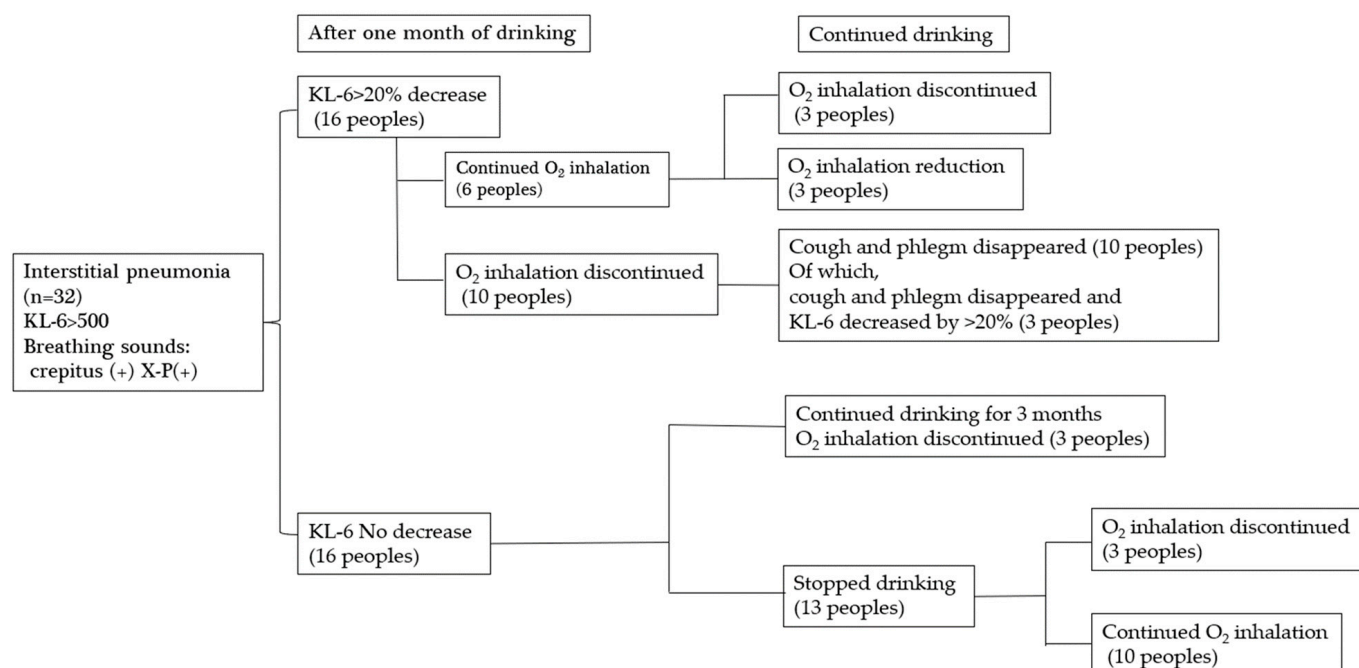 After one month of drinking
Continued drinking
KL-6>20% decrease
(16 peoples)
O₂ inhalation discontinued
(3 peoples)
Continued O₂ inhalation
(6 peoples)
O₂ inhalation reduction
(3 peoples)
Interstitial pneumonia
(n=32)
KL-6>500
Breathing sounds:
crepitus (+) X-P(+)
O₂ inhalation discontinued
(10 peoples)
Cough and phlegm disappeared (10 peoples)
Of which,
cough and phlegm disappeared and
KL-6 decreased by >20% (3 peoples)
Continued drinking for 3 months
O₂ inhalation discontinued (3 peoples)
KL-6 No decrease
(16 peoples)
Stopped drinking
(13 peoples)
O₂ inhalation discontinued
(3 peoples)
Continued O₂ inhalation
(10 peoples)